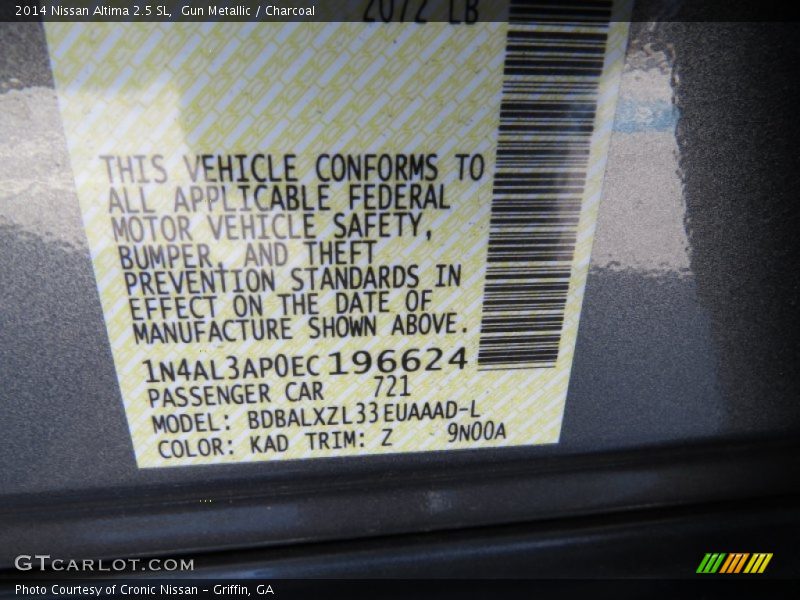 2014 Nissan Altima 2.5 SL, Gun Metallic / Charcoal
2072 LB
THIS VEHICLE CONFORMS TO
ALL APPLICABLE FEDERAL
MOTOR VEHICLE SAFETY,
BUMPER, AND THEFT
PREVENTION STANDARDS IN
EFFECT ON THE DATE OF
MANUFACTURE SHOWN ABOVE.
1N4AL3AP0EC196624
PASSENGER CAR 721
MODEL: BDBALXZL33EUAAAD-L
COLOR: KAD TRIM: Z 9N00A
GTCARLOT.COM
Photo Courtesy of Cronic Nissan - Griffin, GA